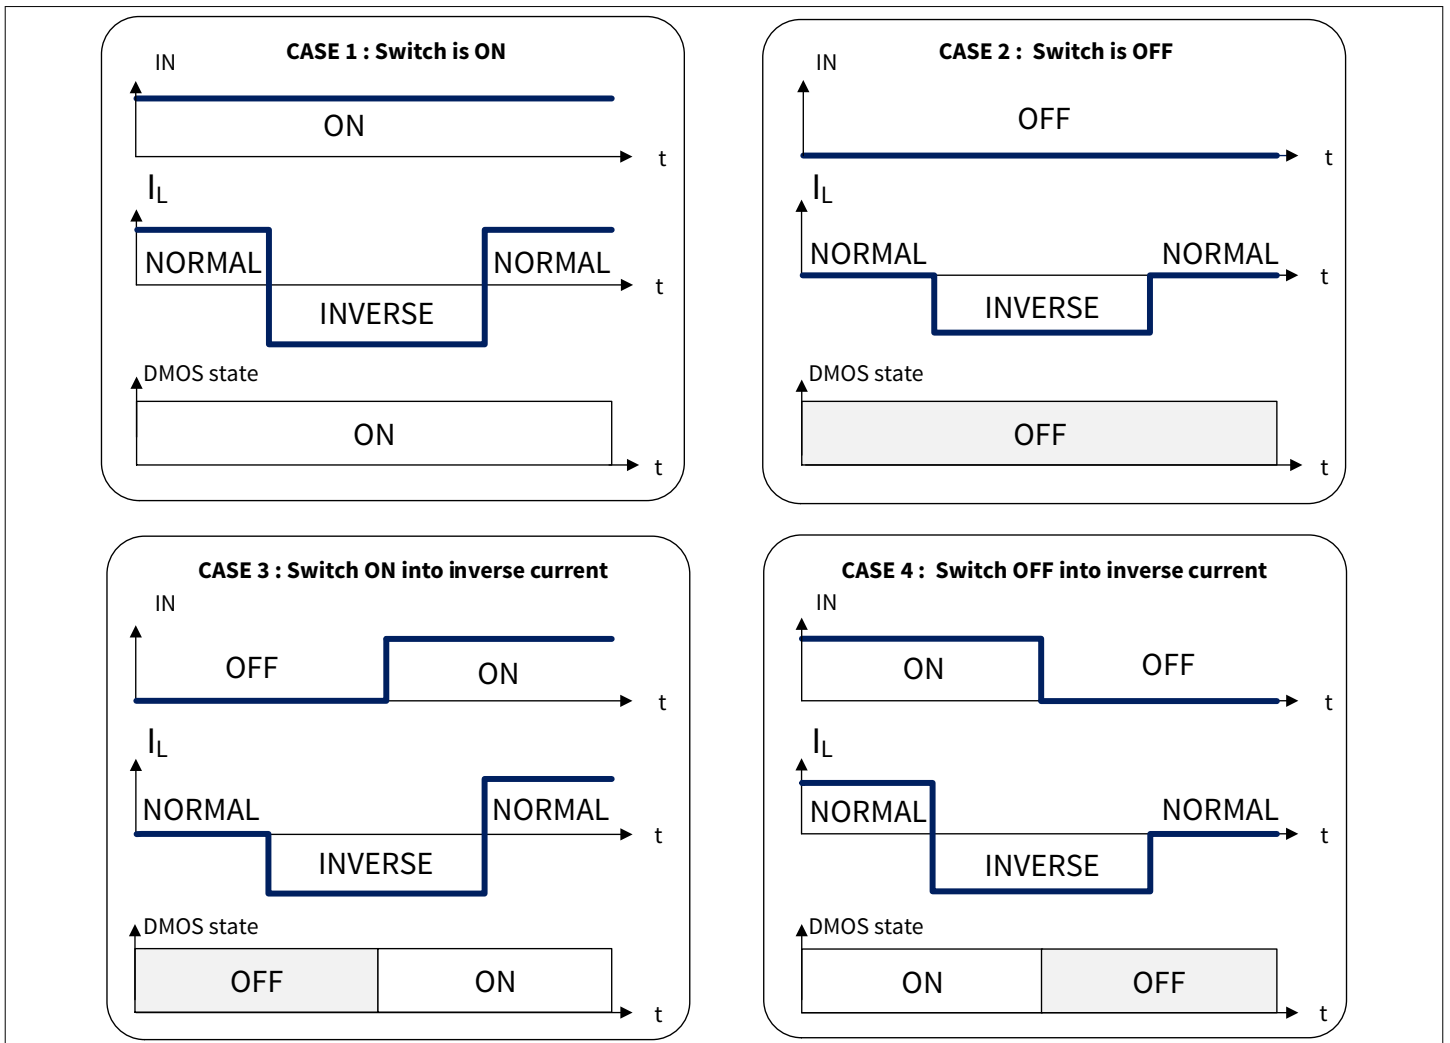 CASE 1 : Switch is ON
IN
ON
t
IL
NORMAL
NORMAL
t
INVERSE
DMOS state
ON
t
CASE 2 : Switch is OFF
IN
OFF
t
IL
NORMAL
NORMAL
t
INVERSE
DMOS state
OFF
t
CASE 3 : Switch ON into inverse current
IN
OFF
ON
t
IL
NORMAL
NORMAL
t
INVERSE
DMOS state
OFF
ON
t
CASE 4 : Switch OFF into inverse current
IN
ON
OFF
t
IL
NORMAL
NORMAL
t
INVERSE
DMOS state
ON
OFF
t